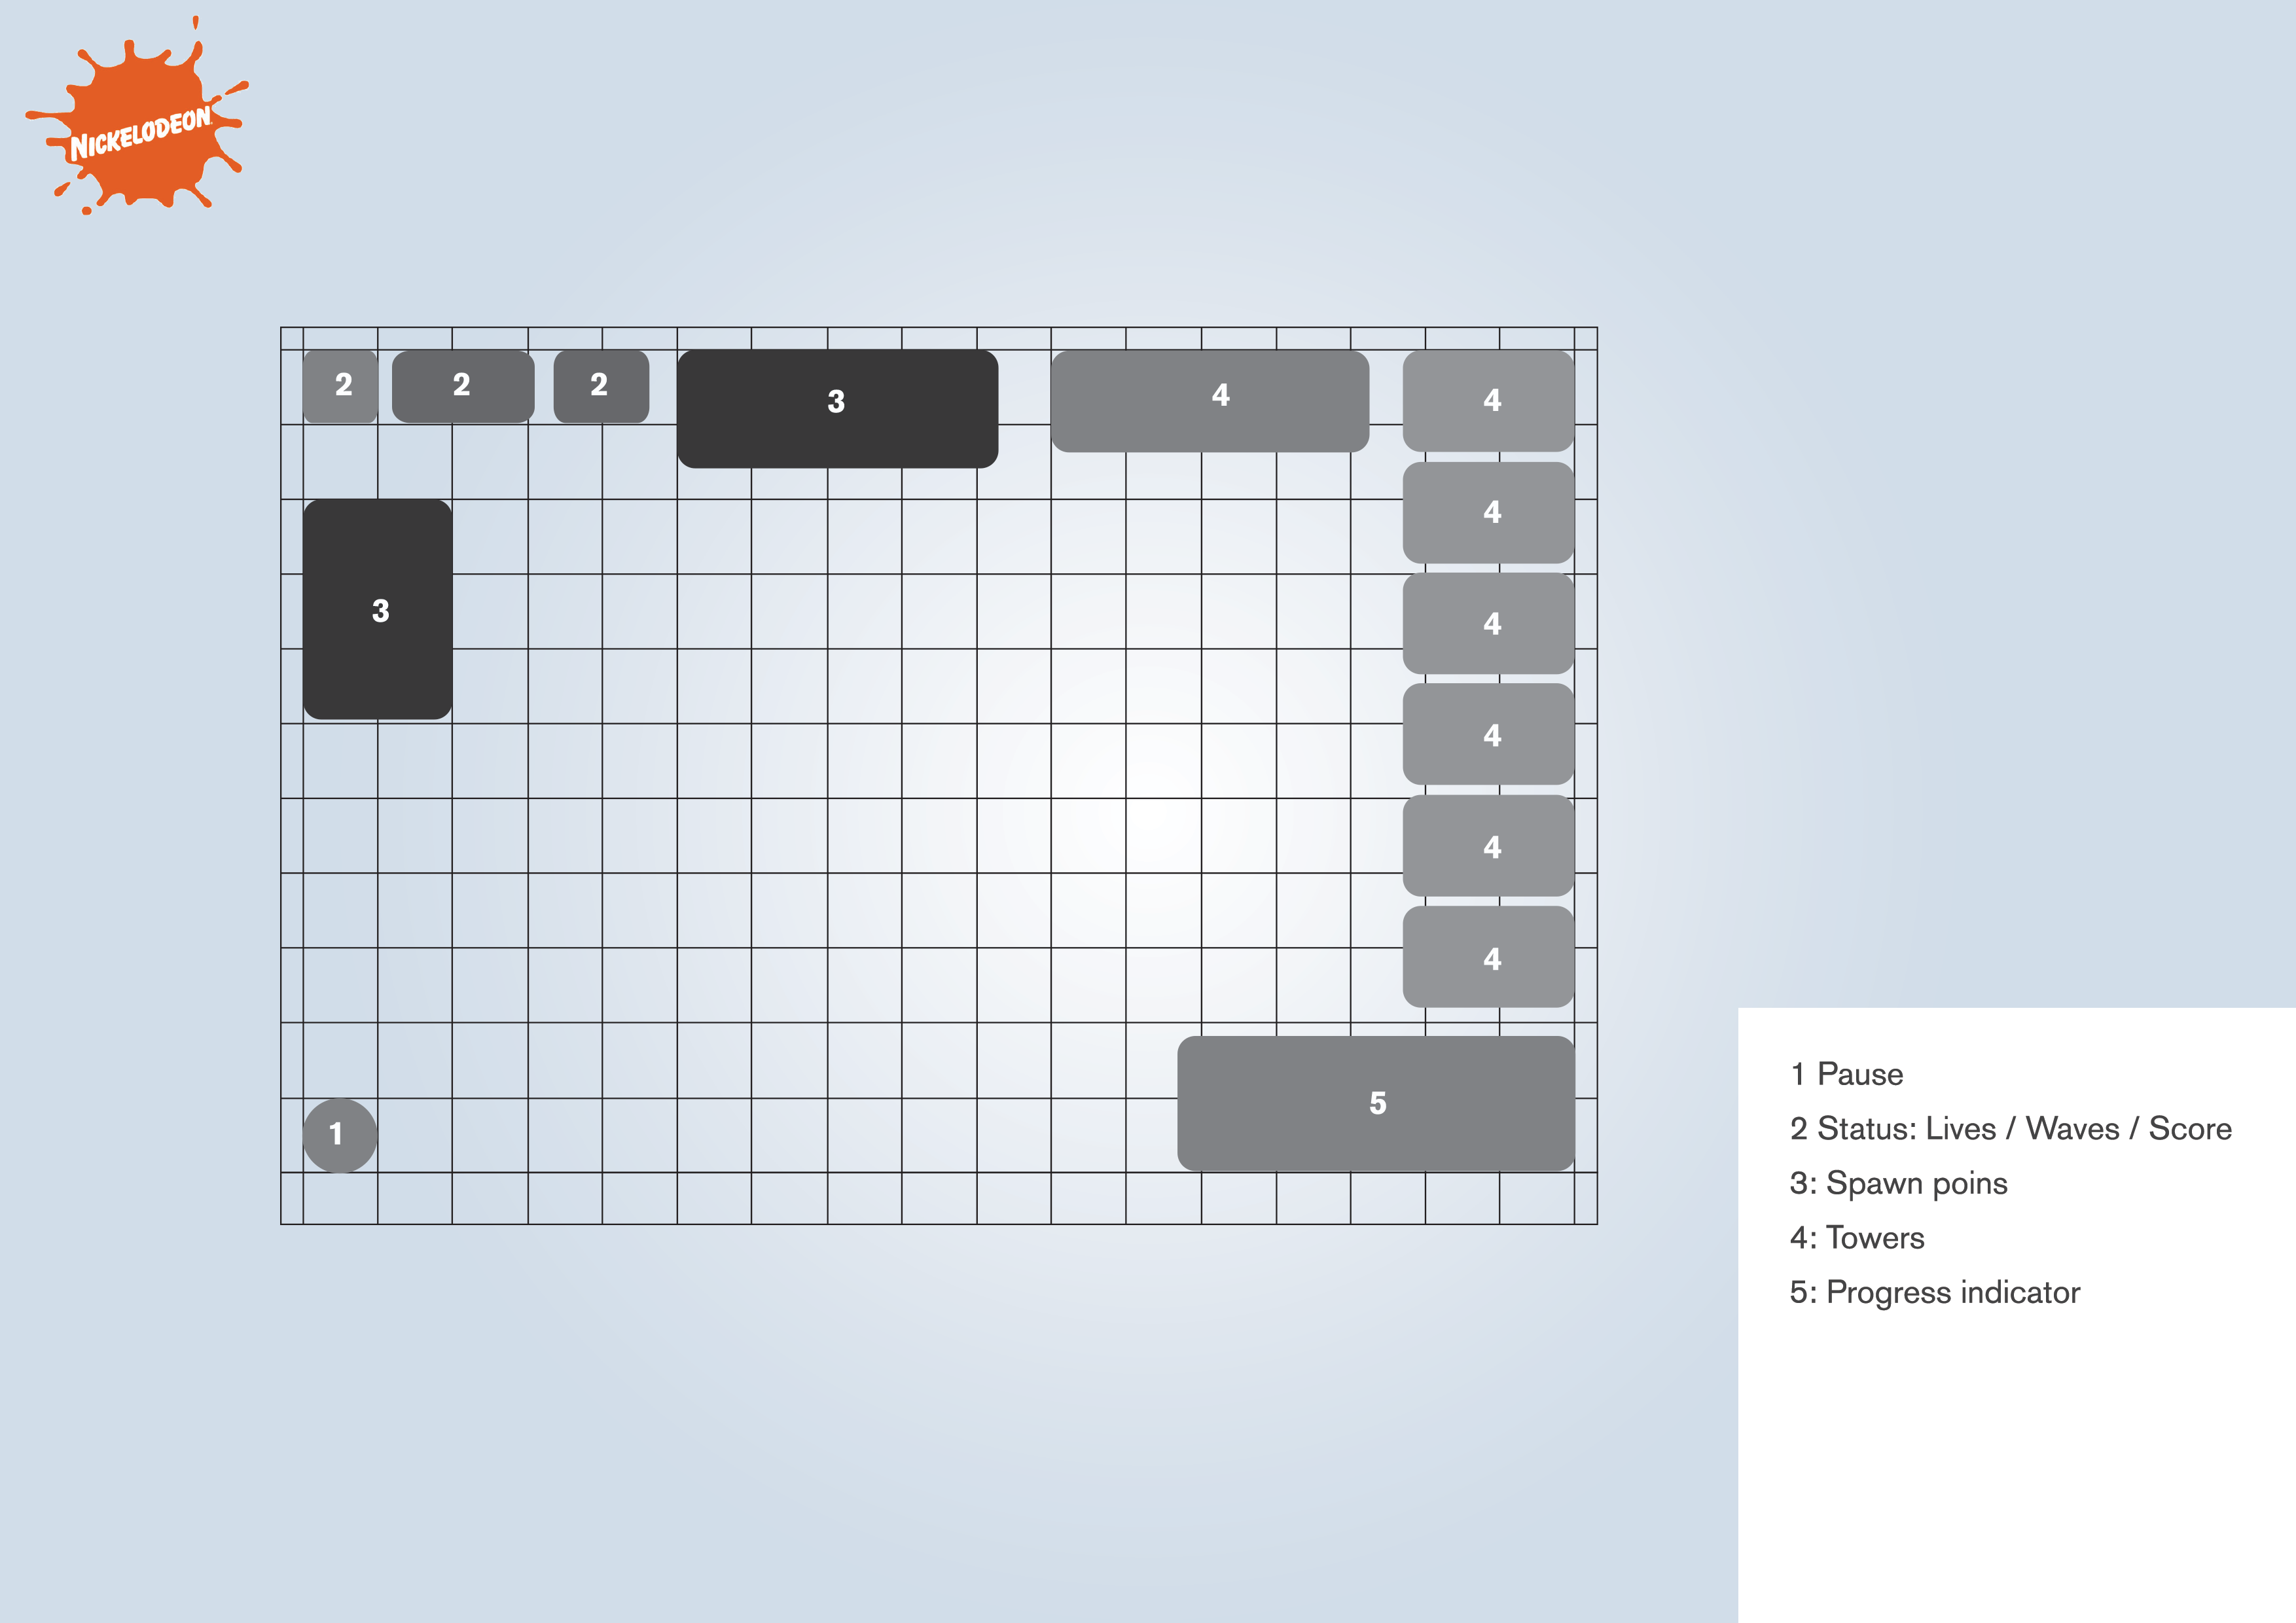 NICKELODEON
2 2 2 3 4 4
4
3 4
4
4
4
5
1
1 Pause
2 Status: Lives / Waves / Score
3: Spawn poins
4: Towers
5: Progress indicator